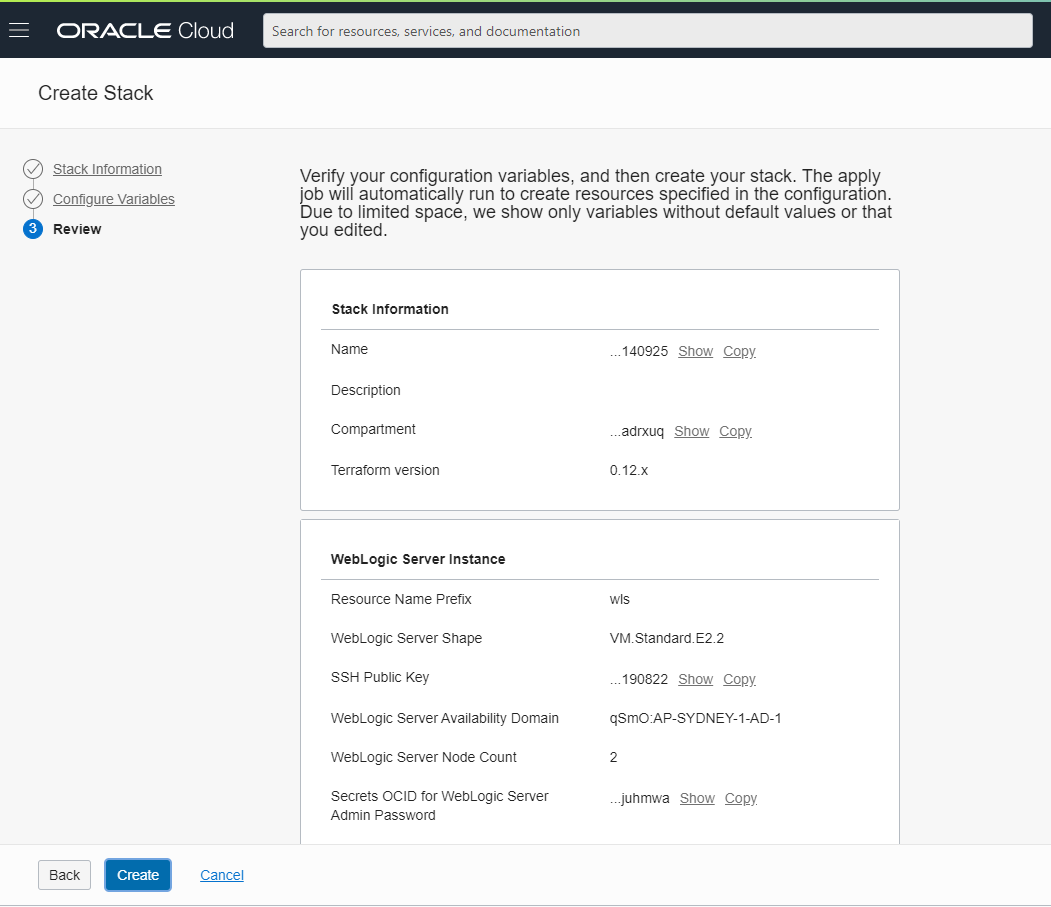 ORACLE Cloud
Search for resources, services, and documentation
Create Stack
Stack Information
Configure Variables
3 Review
Verify your configuration variables, and then create your stack. The apply
job will automatically run to create resources specified in the configuration.
Due to limited space, we show only variables without default values or that
you edited.
Stack Information
Name ...140925 Show Copy
Description
Compartment ...adrxuq Show Copy
Terraform version 0.12.x
WebLogic Server Instance
Resource Name Prefix wls
WebLogic Server Shape VM.Standard.E2.2
SSH Public Key ...190822 Show Copy
WebLogic Server Availability Domain qSmO:AP-SYDNEY-1-AD-1
WebLogic Server Node Count 2
Secrets OCID for WebLogic Server ...juhmwa Show Copy
Admin Password
Back Create Cancel